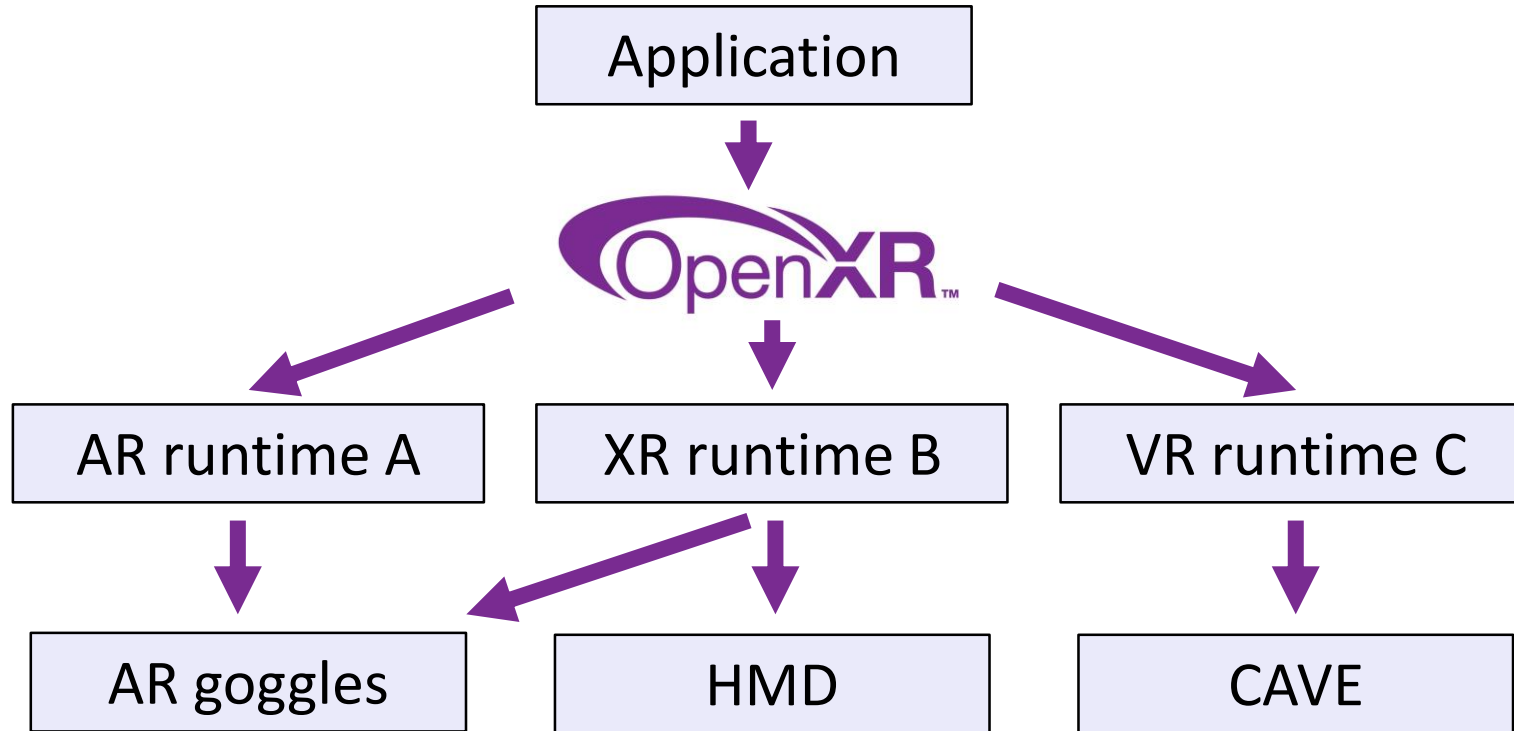 Application
OpenXR™
AR runtime A
XR runtime B
VR runtime C
AR goggles
HMD
CAVE